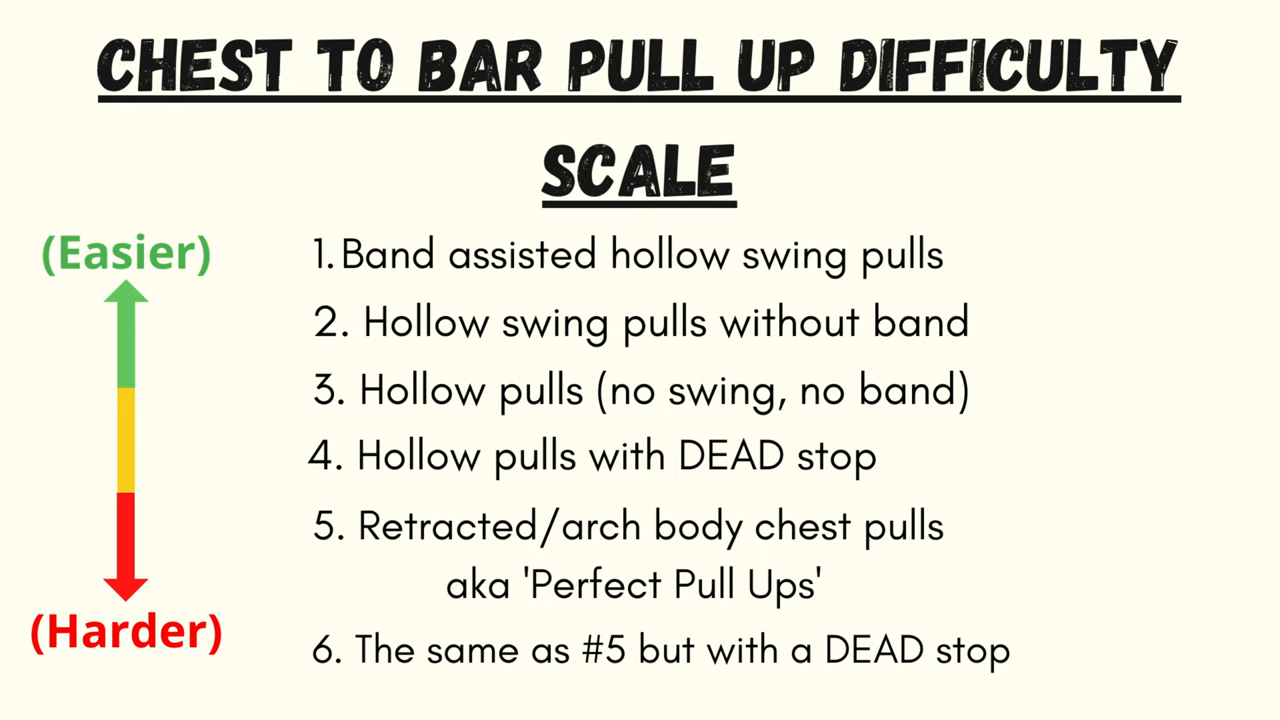 CHEST TO BAR PULL UP DIFFICULTY
SCALE
(Easier)
1. Band assisted hollow swing pulls
2. Hollow swing pulls without band
3. Hollow pulls (no swing, no band)
4. Hollow pulls with DEAD stop
5. Retracted/arch body chest pulls
aka 'Perfect Pull Ups'
(Harder)
6. The same as #5 but with a DEAD stop